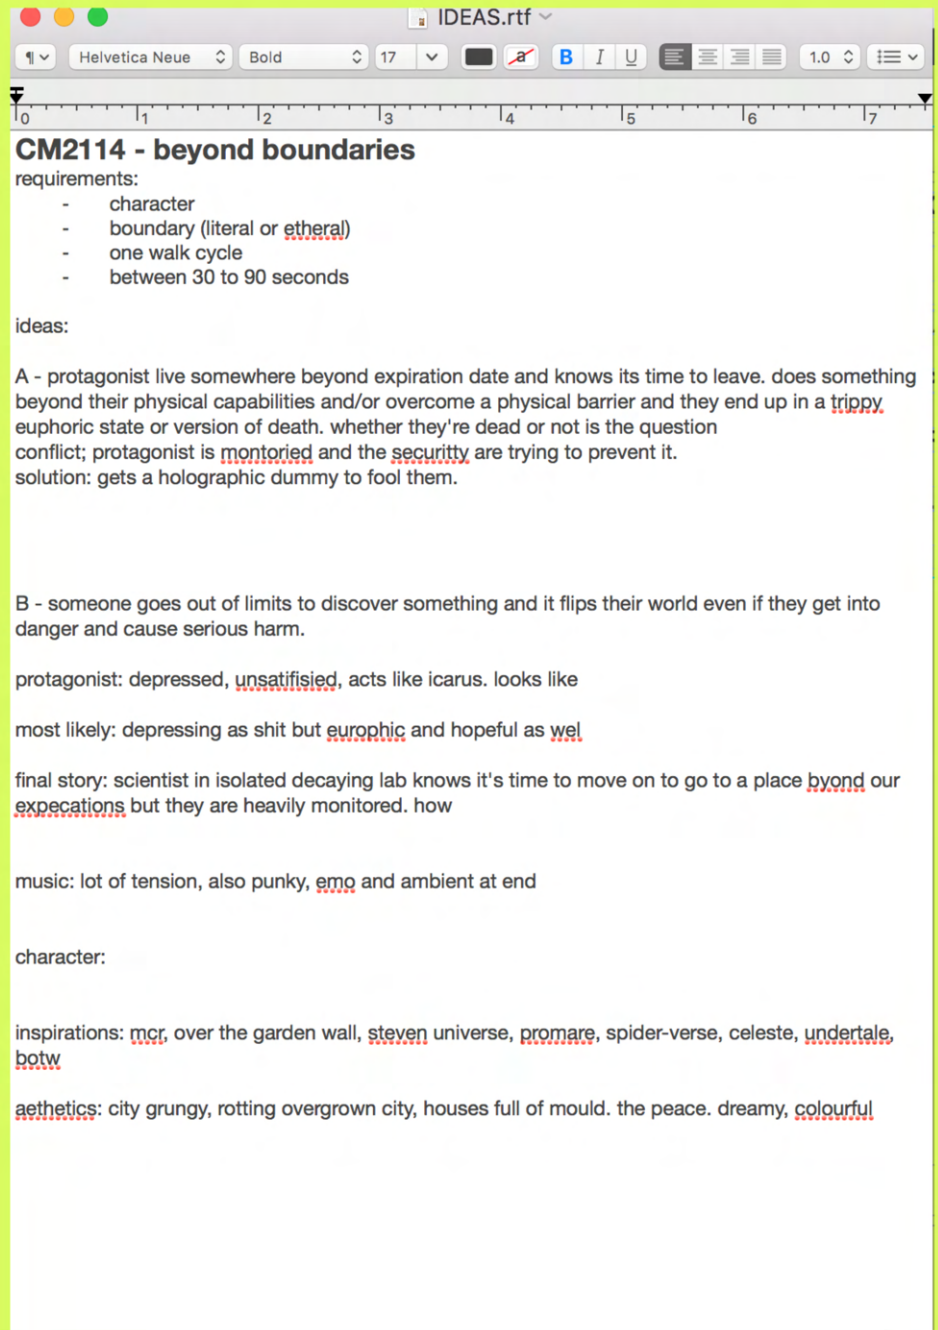 IDEAS.rtf
¶ Helvetica Neue Bold 17 a B I U 1.0
0 1 2 3 4 5 6 7
CM2114 - beyond boundaries
requirements:
- character
- boundary (literal or etheral)
- one walk cycle
- between 30 to 90 seconds
ideas:
A - protagonist live somewhere beyond expiration date and knows its time to leave. does something
beyond their physical capabilities and/or overcome a physical barrier and they end up in a trippy
euphoric state or version of death. whether they're dead or not is the question
conflict; protagonist is montoried and the securitty are trying to prevent it.
solution: gets a holographic dummy to fool them.
B - someone goes out of limits to discover something and it flips their world even if they get into
danger and cause serious harm.
protagonist: depressed, unsatifisied, acts like icarus. looks like
most likely: depressing as shit but europhic and hopeful as wel
final story: scientist in isolated decaying lab knows it's time to move on to go to a place byond our
expecations but they are heavily monitored. how
music: lot of tension, also punky, emo and ambient at end
character:
inspirations: mcr, over the garden wall, steven universe, promare, spider-verse, celeste, undertale,
botw
aethetics: city grungy, rotting overgrown city, houses full of mould. the peace. dreamy, colourful